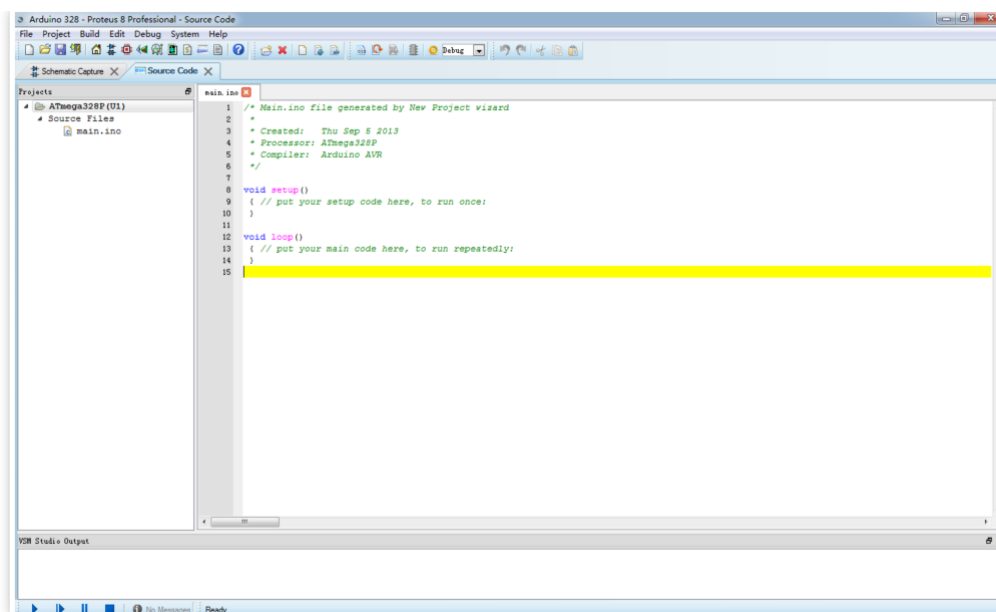 Arduino 328 - Proteus 8 Professional - Source Code
File Project Build Edit Debug System Help
Debug
Schematic Capture Source Code
Projects
main.ino
ATmega328P(U1)
Source Files
main.ino
1 /* Main.ino file generated by New Project wizard
2 *
3 * Created: Thu Sep 5 2013
4 * Processor: ATmega328P
5 * Compiler: Arduino AVR
6 */
7
8 void setup()
9 { // put your setup code here, to run once:
10 }
11
12 void loop()
13 { // put your main code here, to run repeatedly:
14 }
15
VSM Studio Output
No Messages Ready